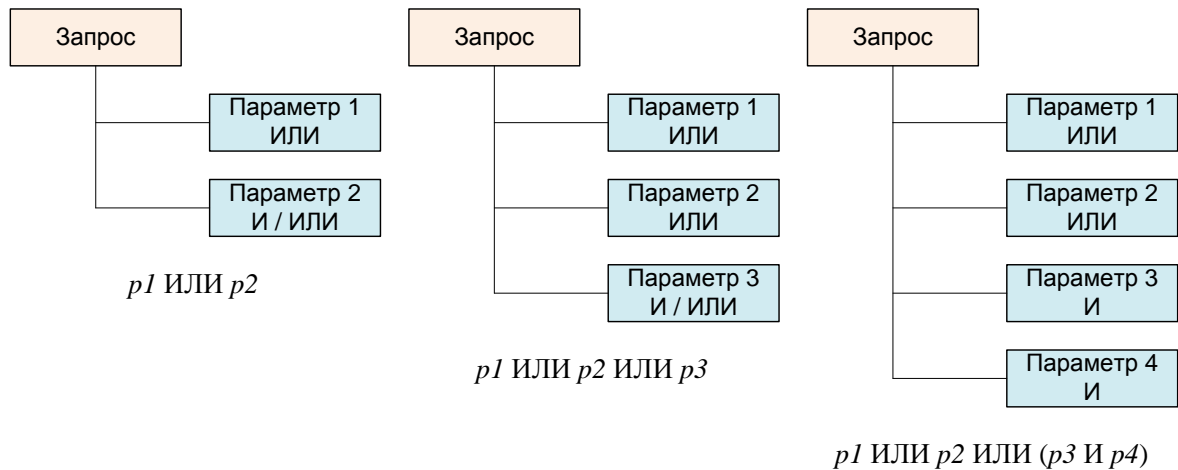 Запрос
Параметр 1
ИЛИ
Параметр 2
И / ИЛИ
p1 ИЛИ p2
Запрос
Параметр 1
ИЛИ
Параметр 2
ИЛИ
Параметр 3
И / ИЛИ
p1 ИЛИ p2 ИЛИ p3
Запрос
Параметр 1
ИЛИ
Параметр 2
ИЛИ
Параметр 3
И
Параметр 4
И
p1 ИЛИ p2 ИЛИ (p3 И p4)